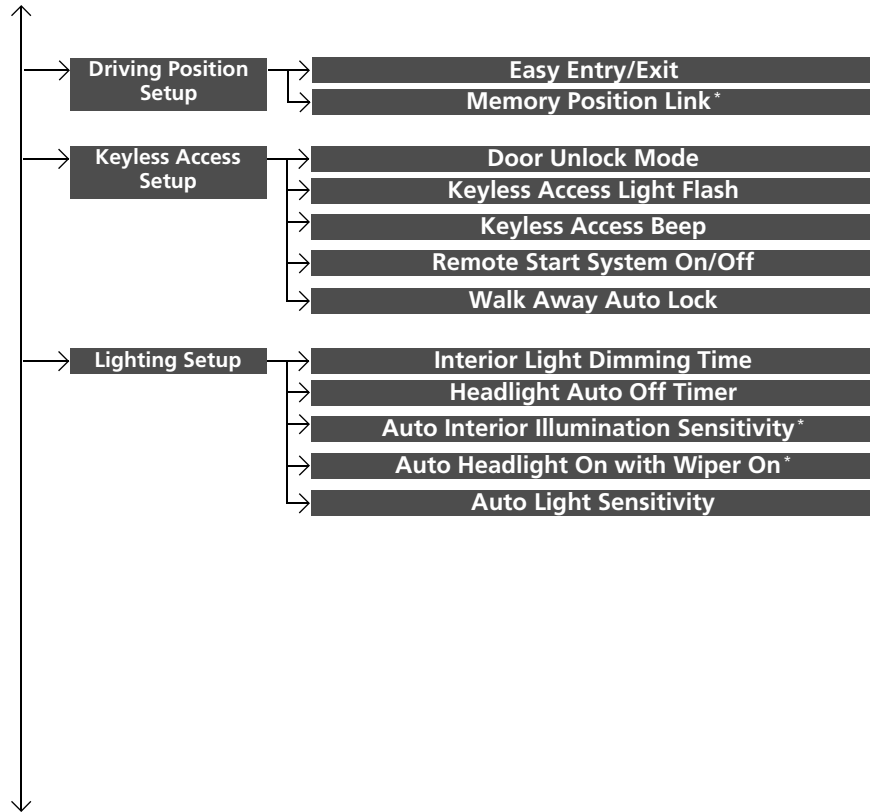 Driving Position
Setup
Easy Entry/Exit
Memory Position Link*
Keyless Access
Setup
Door Unlock Mode
Keyless Access Light Flash
Keyless Access Beep
Remote Start System On/Off
Walk Away Auto Lock
Lighting Setup
Interior Light Dimming Time
Headlight Auto Off Timer
Auto Interior Illumination Sensitivity*
Auto Headlight On with Wiper On*
Auto Light Sensitivity